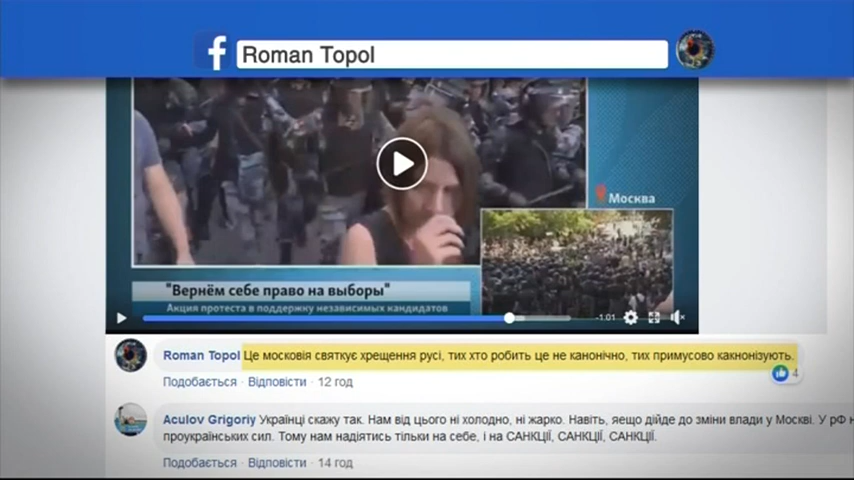 f Roman Topol
Москва
"Вернём себе право на выборы"
Акция протеста в поддержку независимых кандидатов
-1:01
Roman Topol Це московія святкує хрещення русі, тих хто робить це не канонічно, тих примусово какнонізують.
4
Подобається · Відповісти · 12 год
Aculov Grigoriy Українці скажу так. Нам від цього ні холодно, ні жарко. Навіть, яещо дійде до зміни влади у Москві. У рФ
проукраїнських сил. Тому нам надіятись тільки на себе, і на САНКЦІЇ, САНКЦІЇ, САНКЦІЇ.
Подобається · Відповісти · 14 год